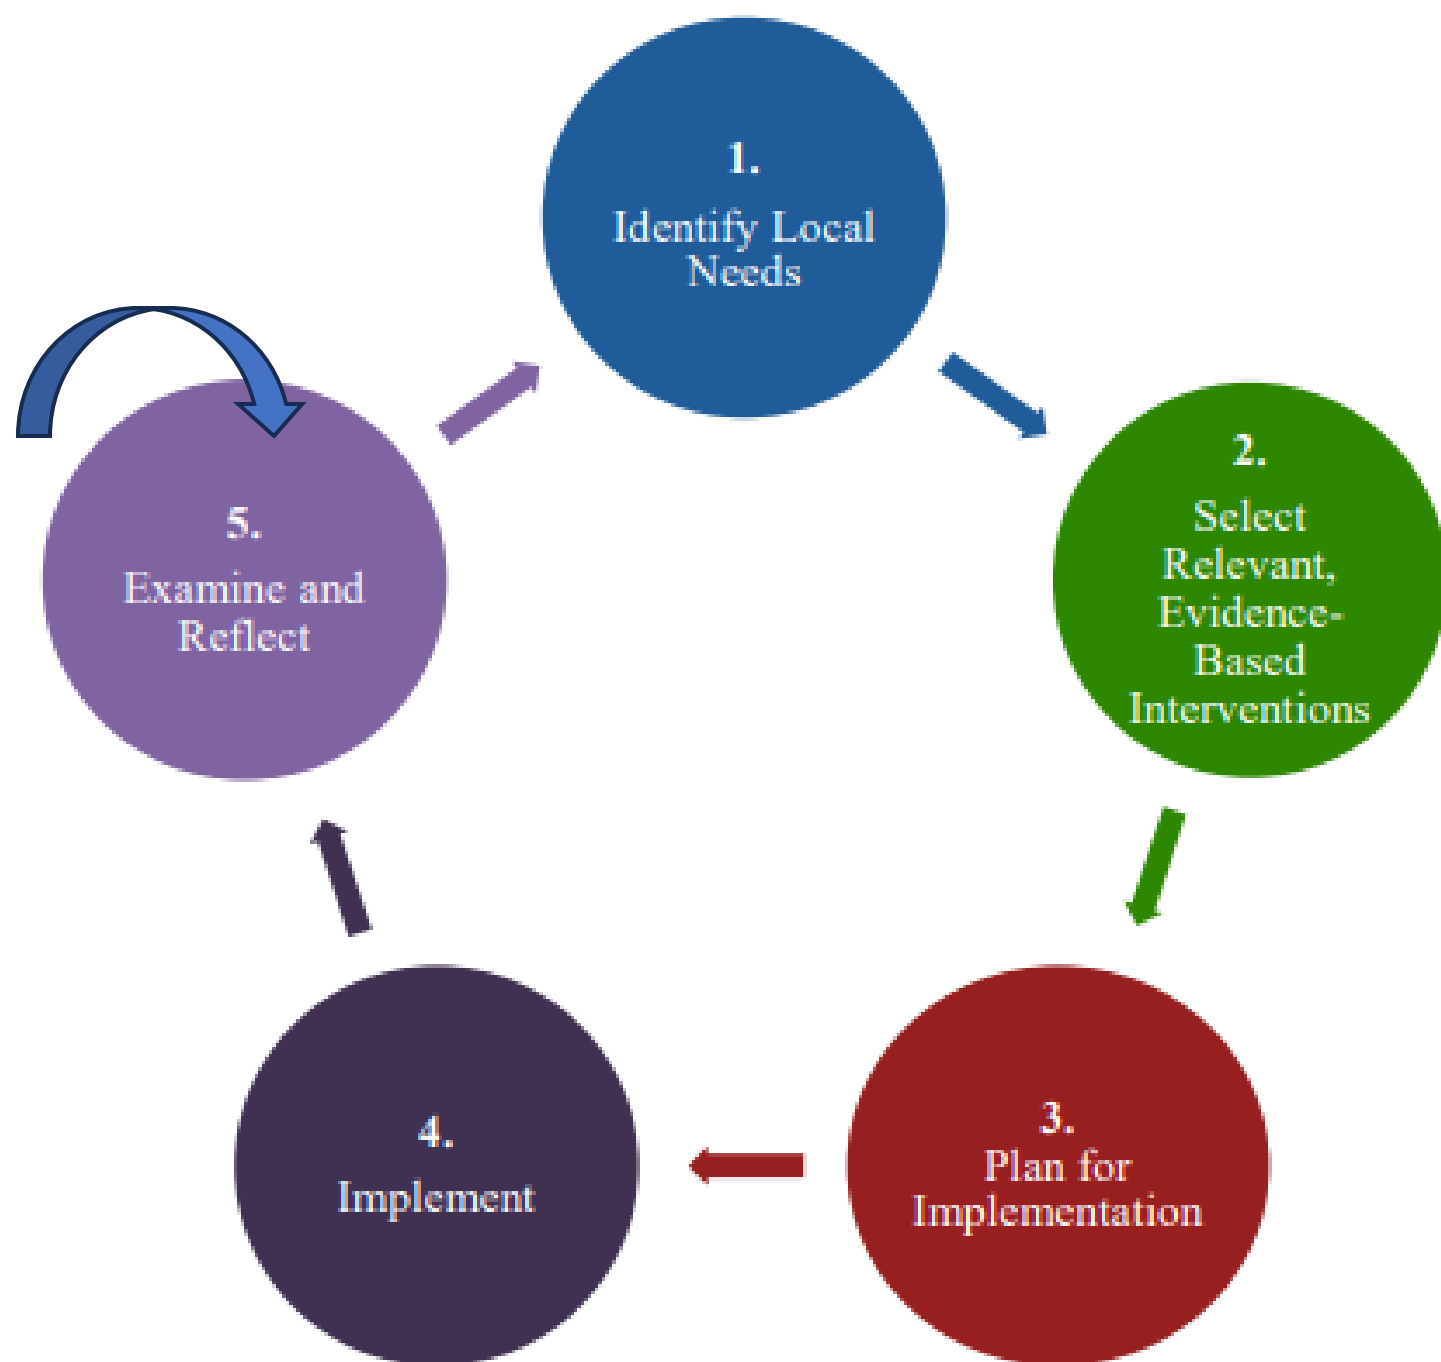 1.
Identify Local
Needs
2.
Select
Relevant,
Evidence-
Based
Interventions
3.
Plan for
Implementation
4.
Implement
5.
Examine and
Reflect